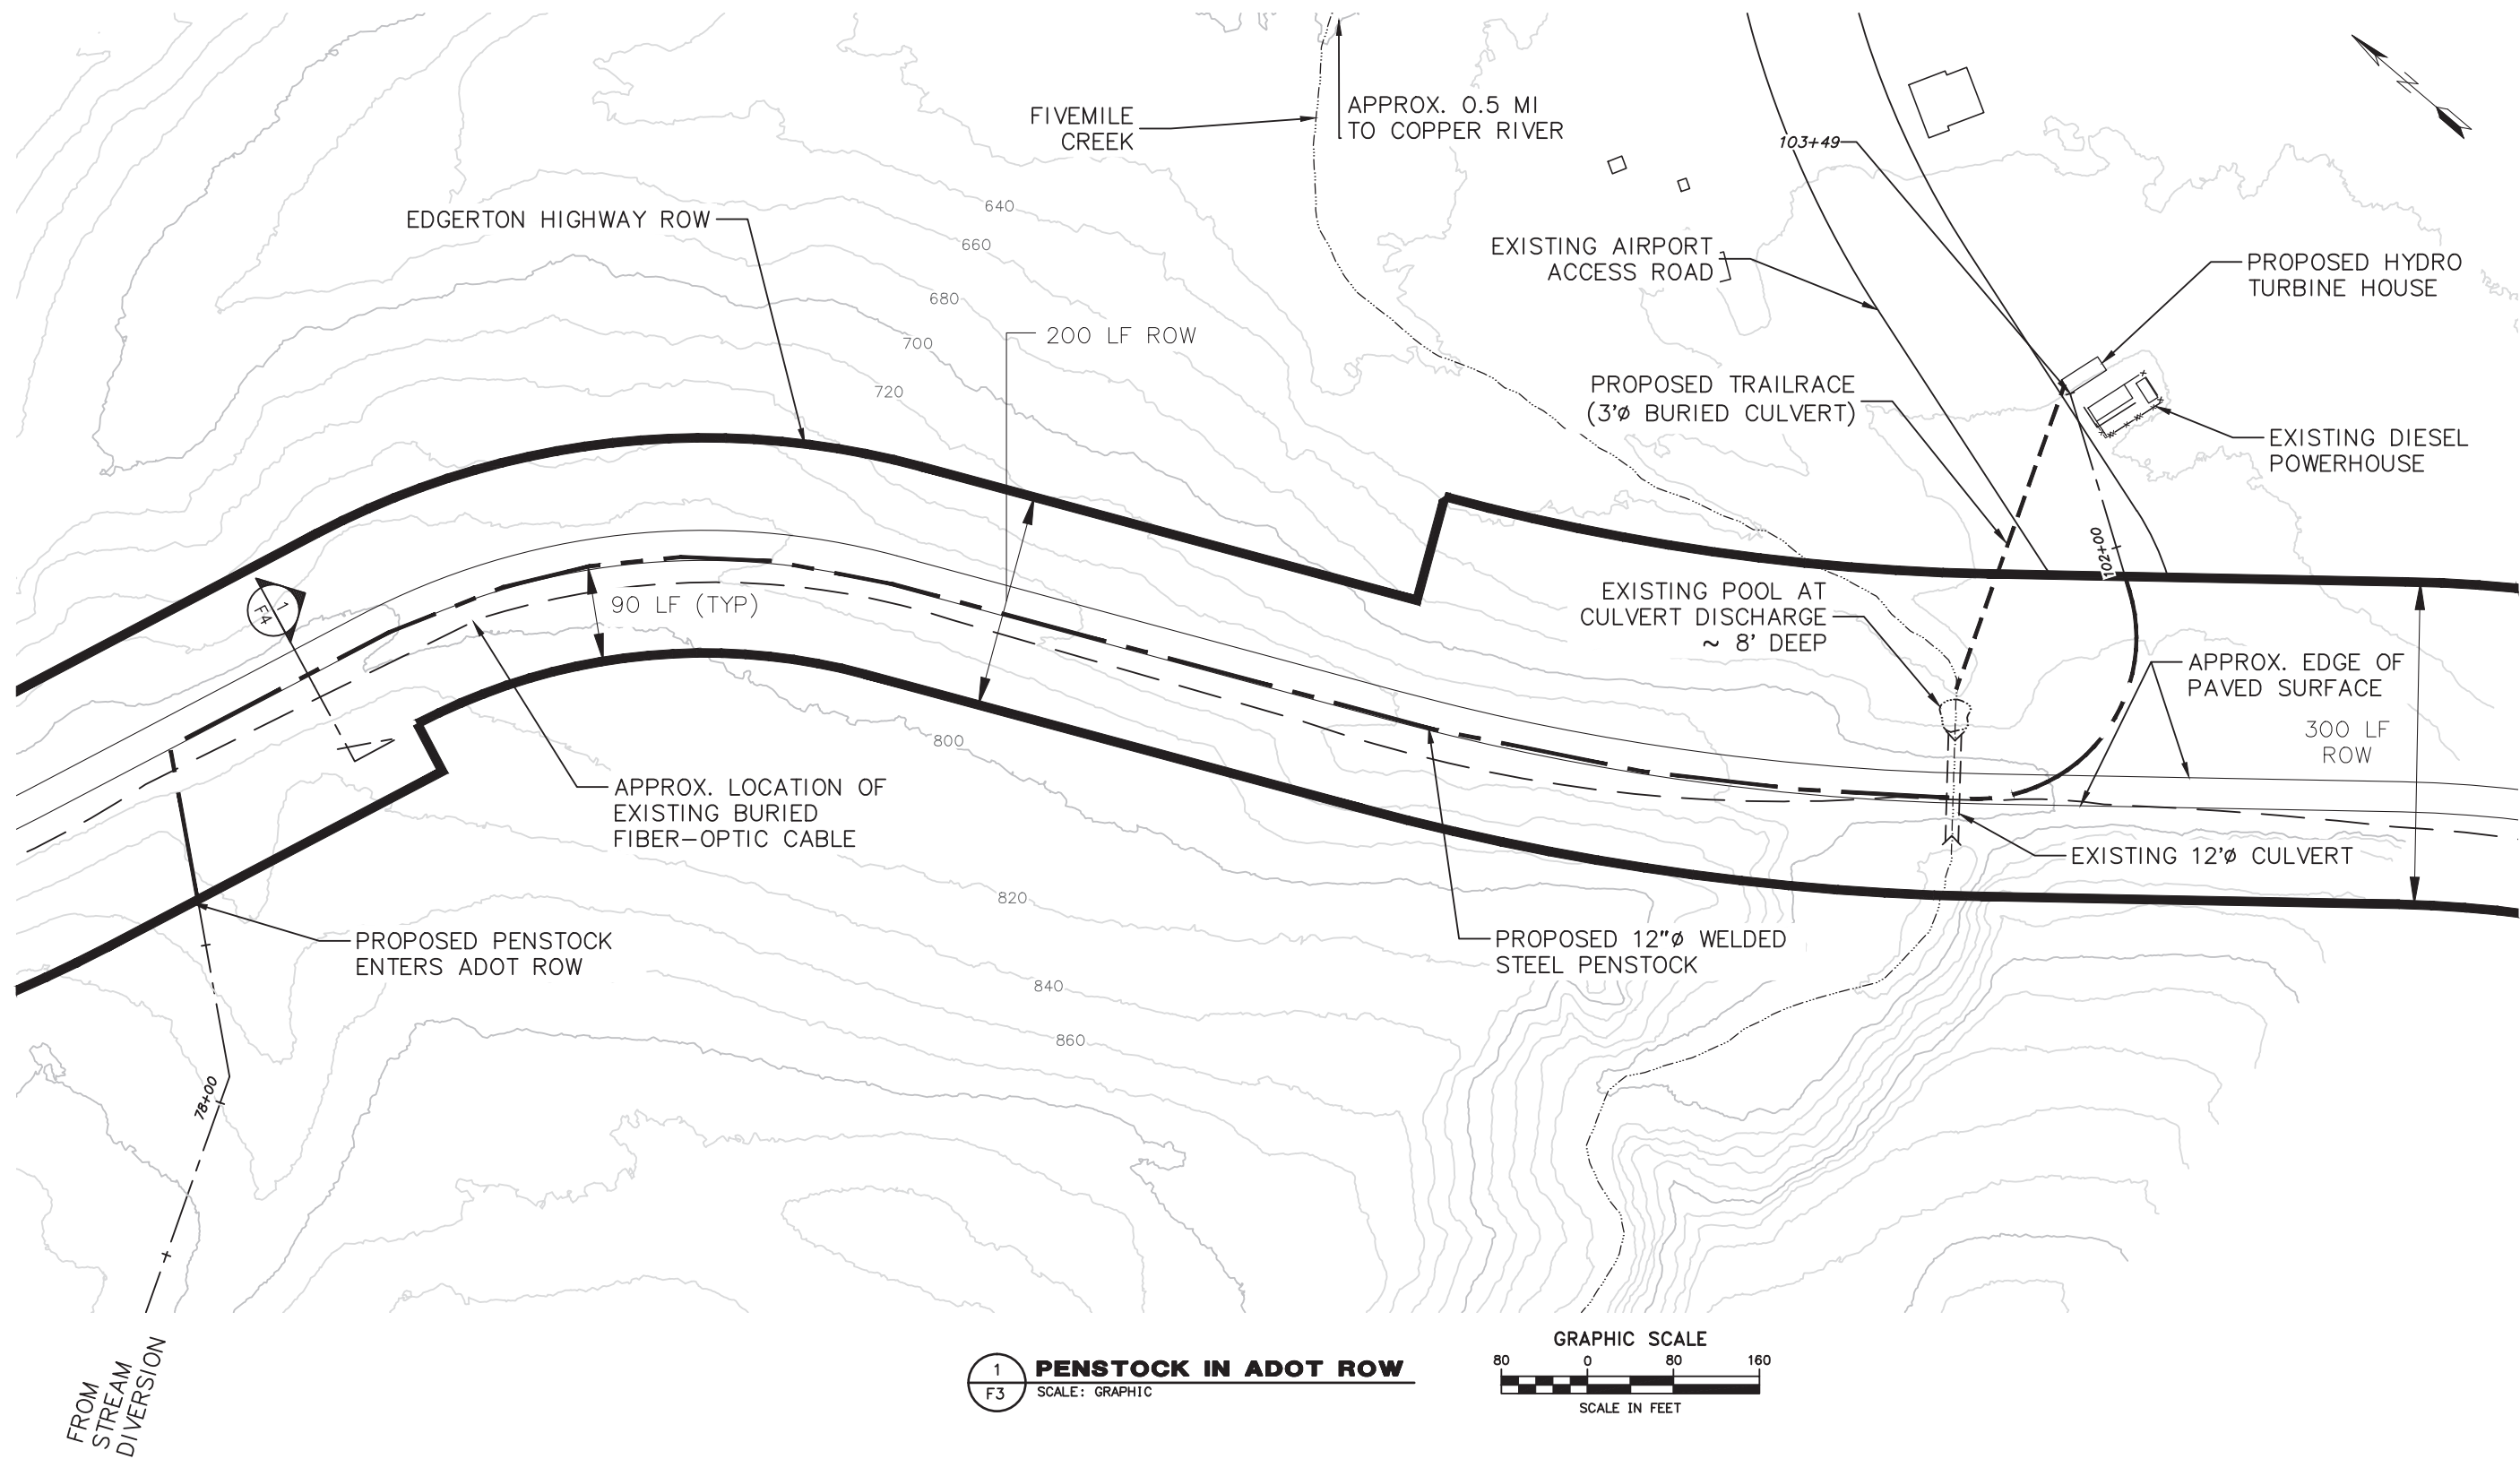 FIVEMILE
CREEK
APPROX. 0.5 MI
TO COPPER RIVER
N
103+49
640
EDGERTON HIGHWAY ROW
660
EXISTING AIRPORT
ACCESS ROAD
PROPOSED HYDRO
TURBINE HOUSE
680
700
200 LF ROW
720
PROPOSED TRAILRACE
(3'ø BURIED CULVERT)
EXISTING DIESEL
POWERHOUSE
102+00
1
F4
90 LF (TYP)
EXISTING POOL AT
CULVERT DISCHARGE
~ 8' DEEP
APPROX. EDGE OF
PAVED SURFACE
300 LF
ROW
800
APPROX. LOCATION OF
EXISTING BURIED
FIBER-OPTIC CABLE
EXISTING 12'ø CULVERT
820
PROPOSED PENSTOCK
ENTERS ADOT ROW
PROPOSED 12"ø WELDED
STEEL PENSTOCK
840
860
78+00
FROM
STREAM
DIVERSION
1
F3
PENSTOCK IN ADOT ROW
SCALE: GRAPHIC
GRAPHIC SCALE
80 0 80 160
SCALE IN FEET